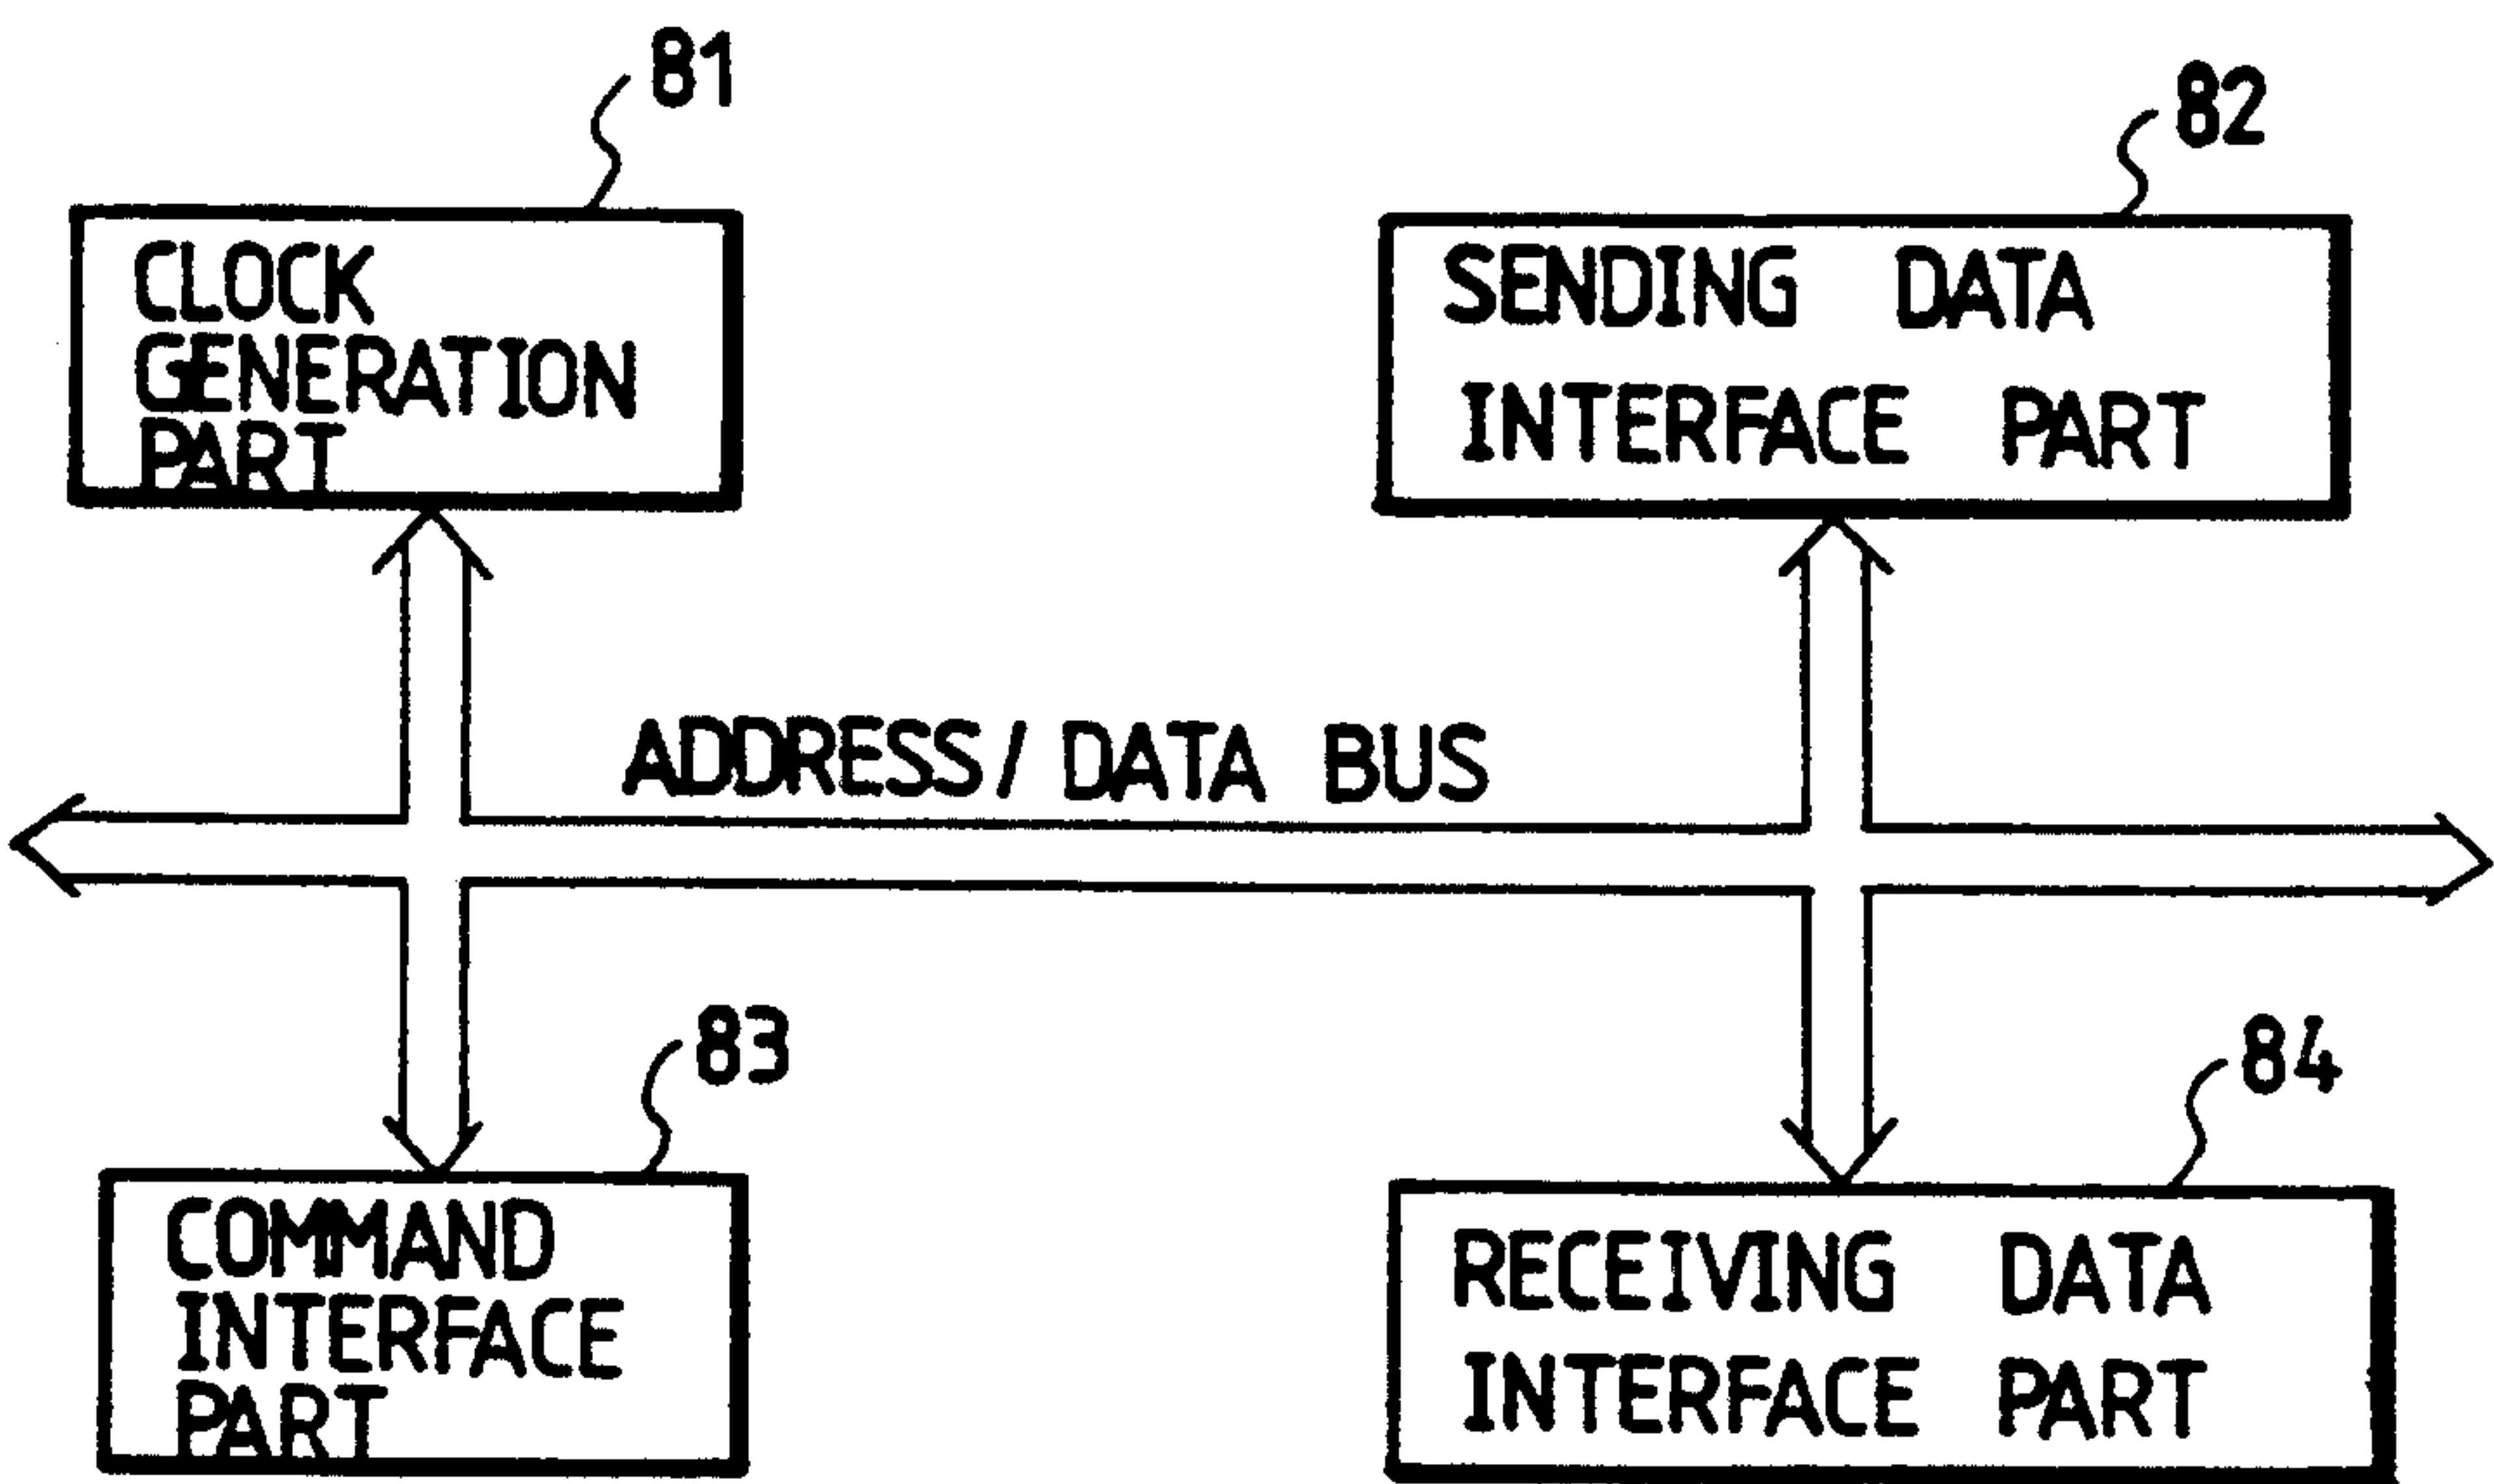 81
CLOCK
GENERATION
PART
82
SENDING DATA
INTERFACE PART
ADDRESS/DATA BUS
83
COMMAND
INTERFACE
PART
84
RECEIVING DATA
INTERFACE PART